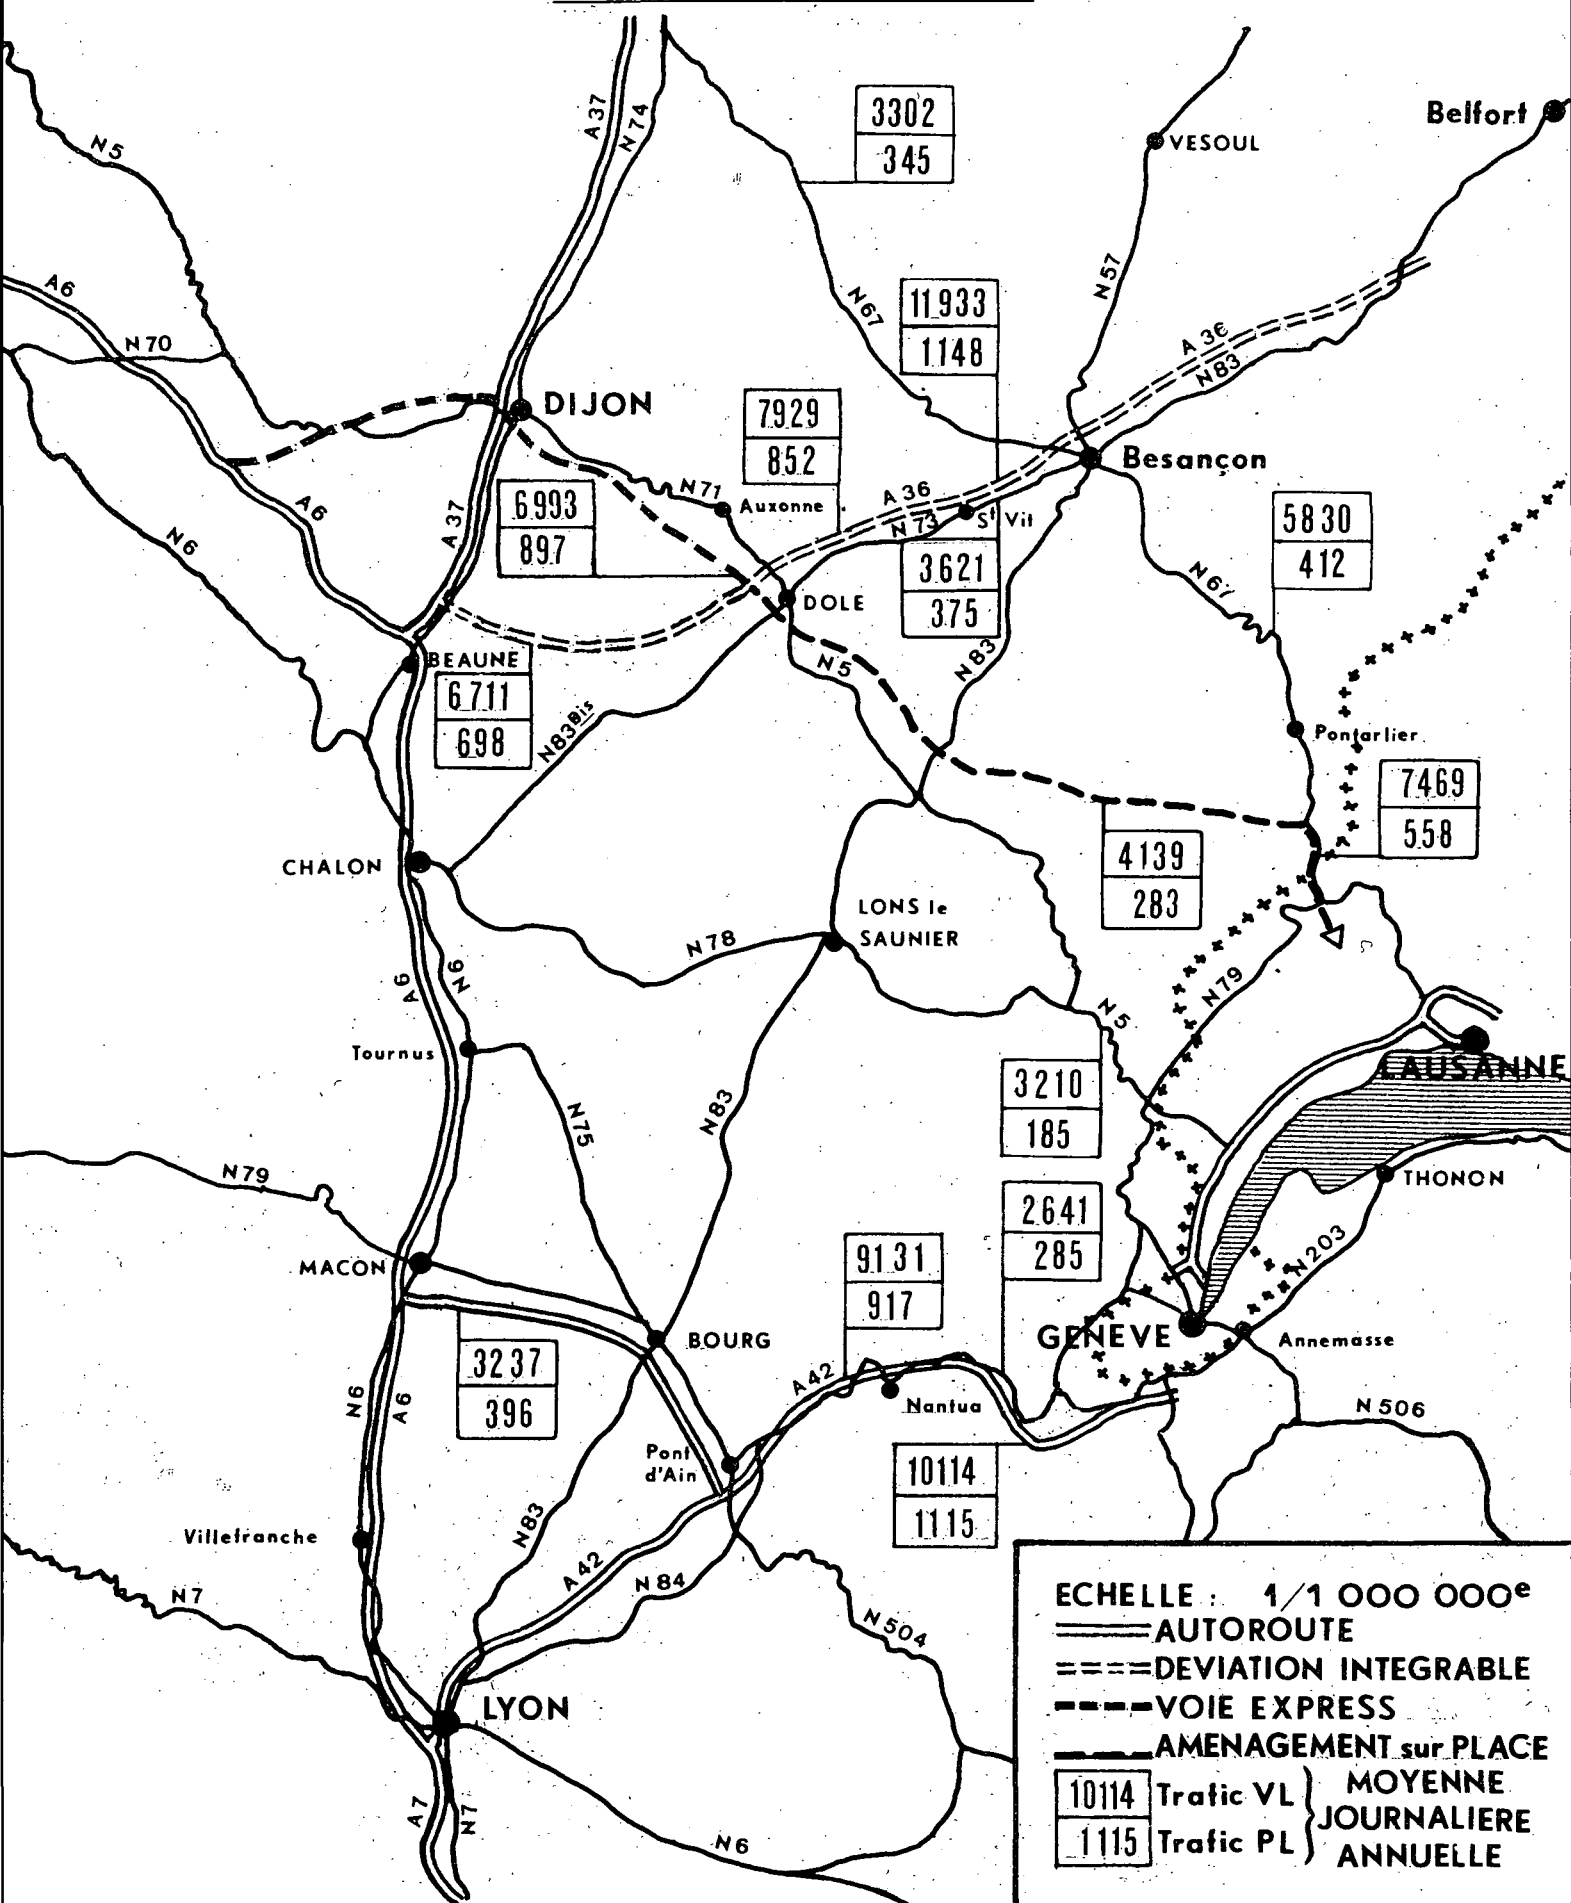 A37
N74
3302
345
Belfort
VESOUL
N5
A6
N70
N57
N67
11933
1148
A 36
N83
DIJON
7929
852
Besançon
A6
N71
Auxonne
A 36
N73
St Vit
6993
897
A37
N6
5830
412
3621
375
N67
DOLE
BEAUNE
6711
698
N5
N83
N83Bis
Pontarlier
7469
558
4139
283
CHALON
LONS le
SAUNIER
N78
A6
N6
N79
N5
Tournus
LAUSANNE
3210
185
N75
N83
N79
THONON
2641
285
N203
9131
917
MACON
GENEVE
Annemasse
BOURG
3237
396
A42
Nantua
N6
A6
N506
Pont
d'Ain
10114
1115
N83
Villefranche
A42
N84
N7
N504
LYON
A7
N7
N6
ECHELLE : 1/1 000 000e
AUTOROUTE
DEVIATION INTEGRABLE
VOIE EXPRESS
AMENAGEMENT sur PLACE
10114 Trafic VL
1115 Trafic PL
MOYENNE
JOURNALIERE
ANNUELLE